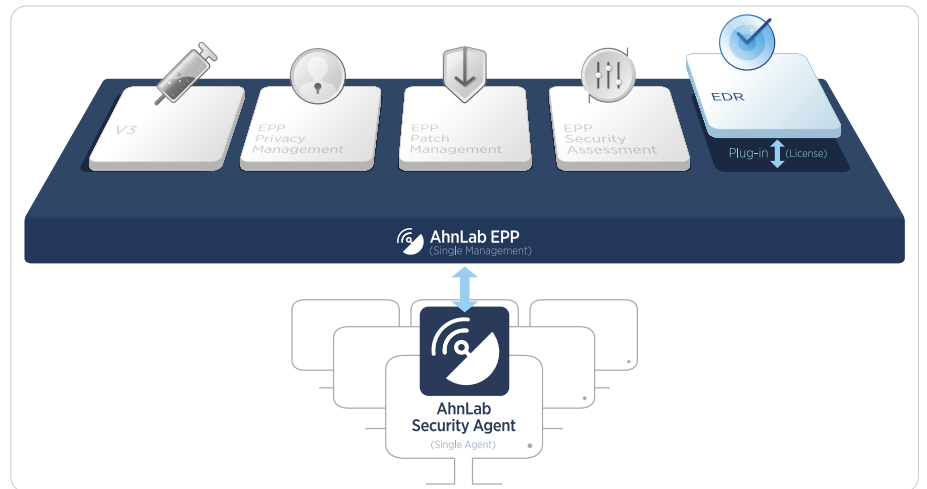 V3
EPP
Privacy
Management
EPP
Patch
Management
EPP
Security
Assessment
EDR
Plug-in (License)
AhnLab EPP
(Single Management)
AhnLab
Security Agent
(Single Agent)